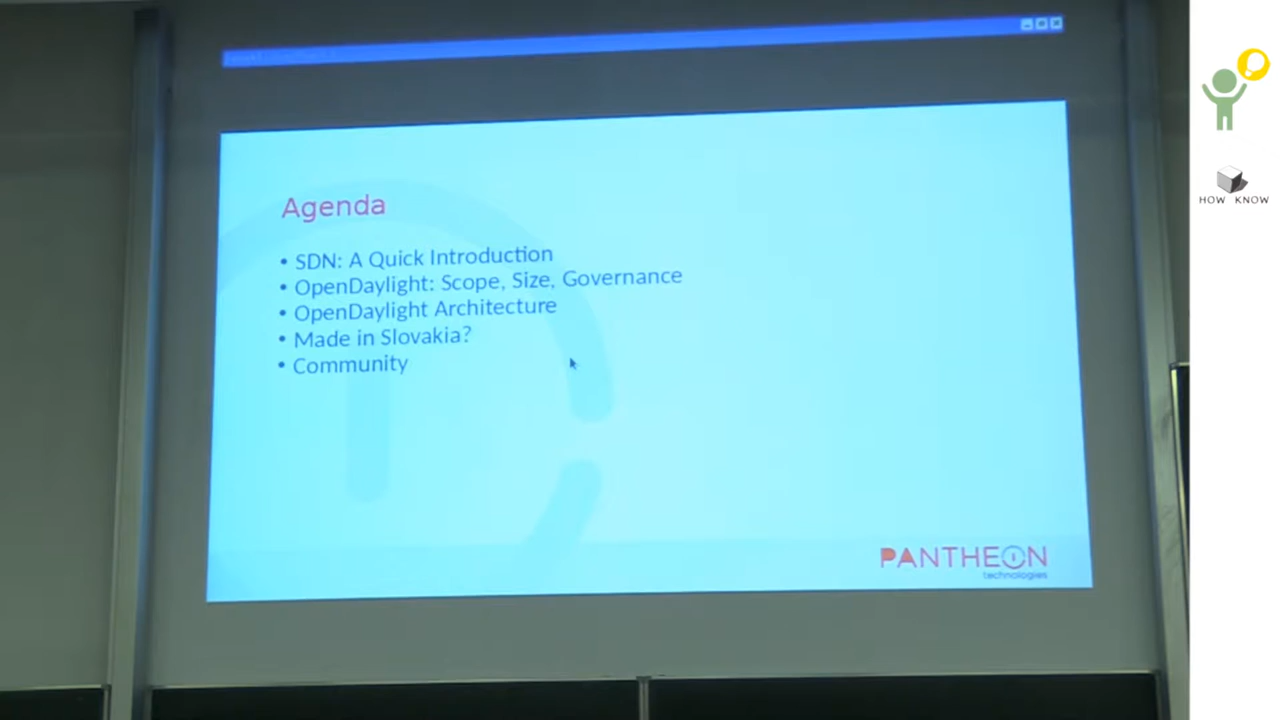 Agenda
• SDN: A Quick Introduction
• OpenDaylight: Scope, Size, Governance
• OpenDaylight Architecture
• Made in Slovakia?
• Community
PANTHEON
technologies
HOW KNOW